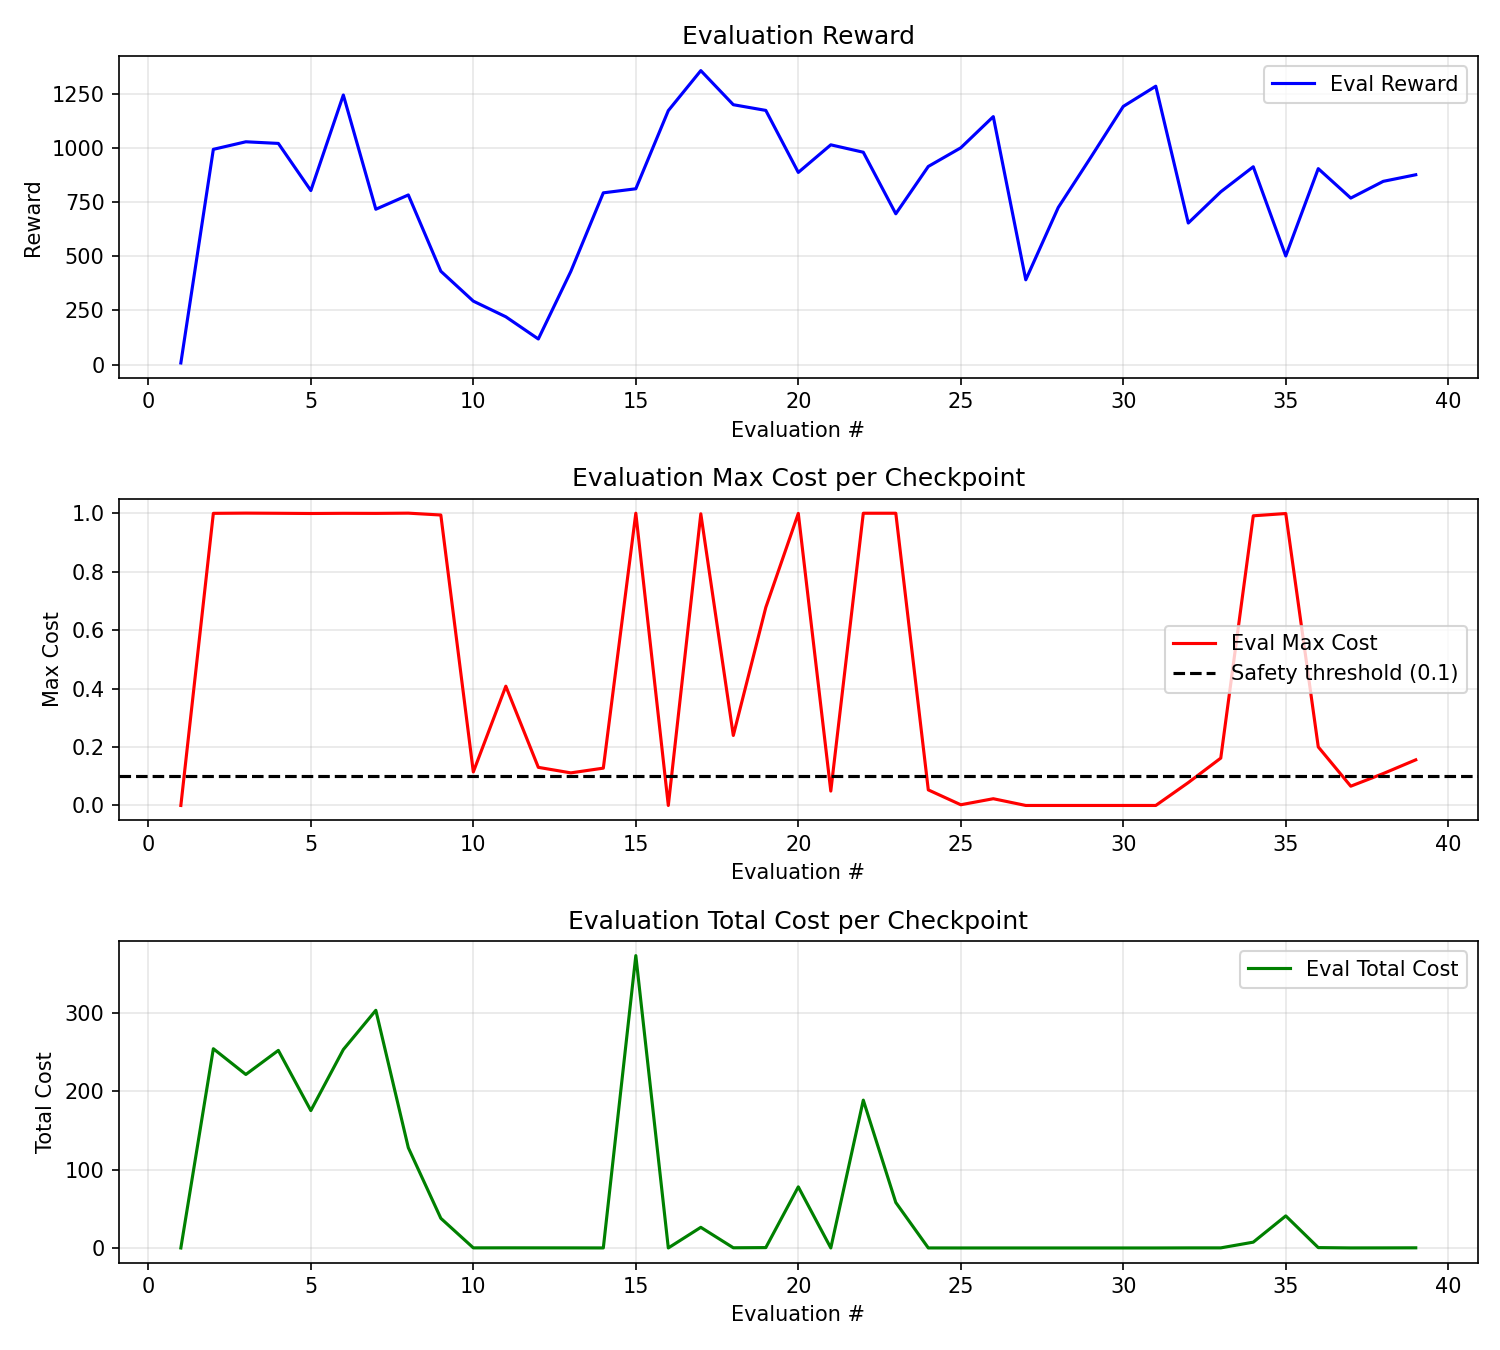 Evaluation Reward
Eval Reward
Reward
1250
1000
750
500
250
0
0 5 10 15 20 25 30 35 40
Evaluation #
Evaluation Max Cost per Checkpoint
Max Cost
1.0
0.8
0.6
0.4
0.2
0.0
Eval Max Cost
Safety threshold (0.1)
0 5 10 15 20 25 30 35 40
Evaluation #
Evaluation Total Cost per Checkpoint
Eval Total Cost
Total Cost
300
200
100
0
0 5 10 15 20 25 30 35 40
Evaluation #